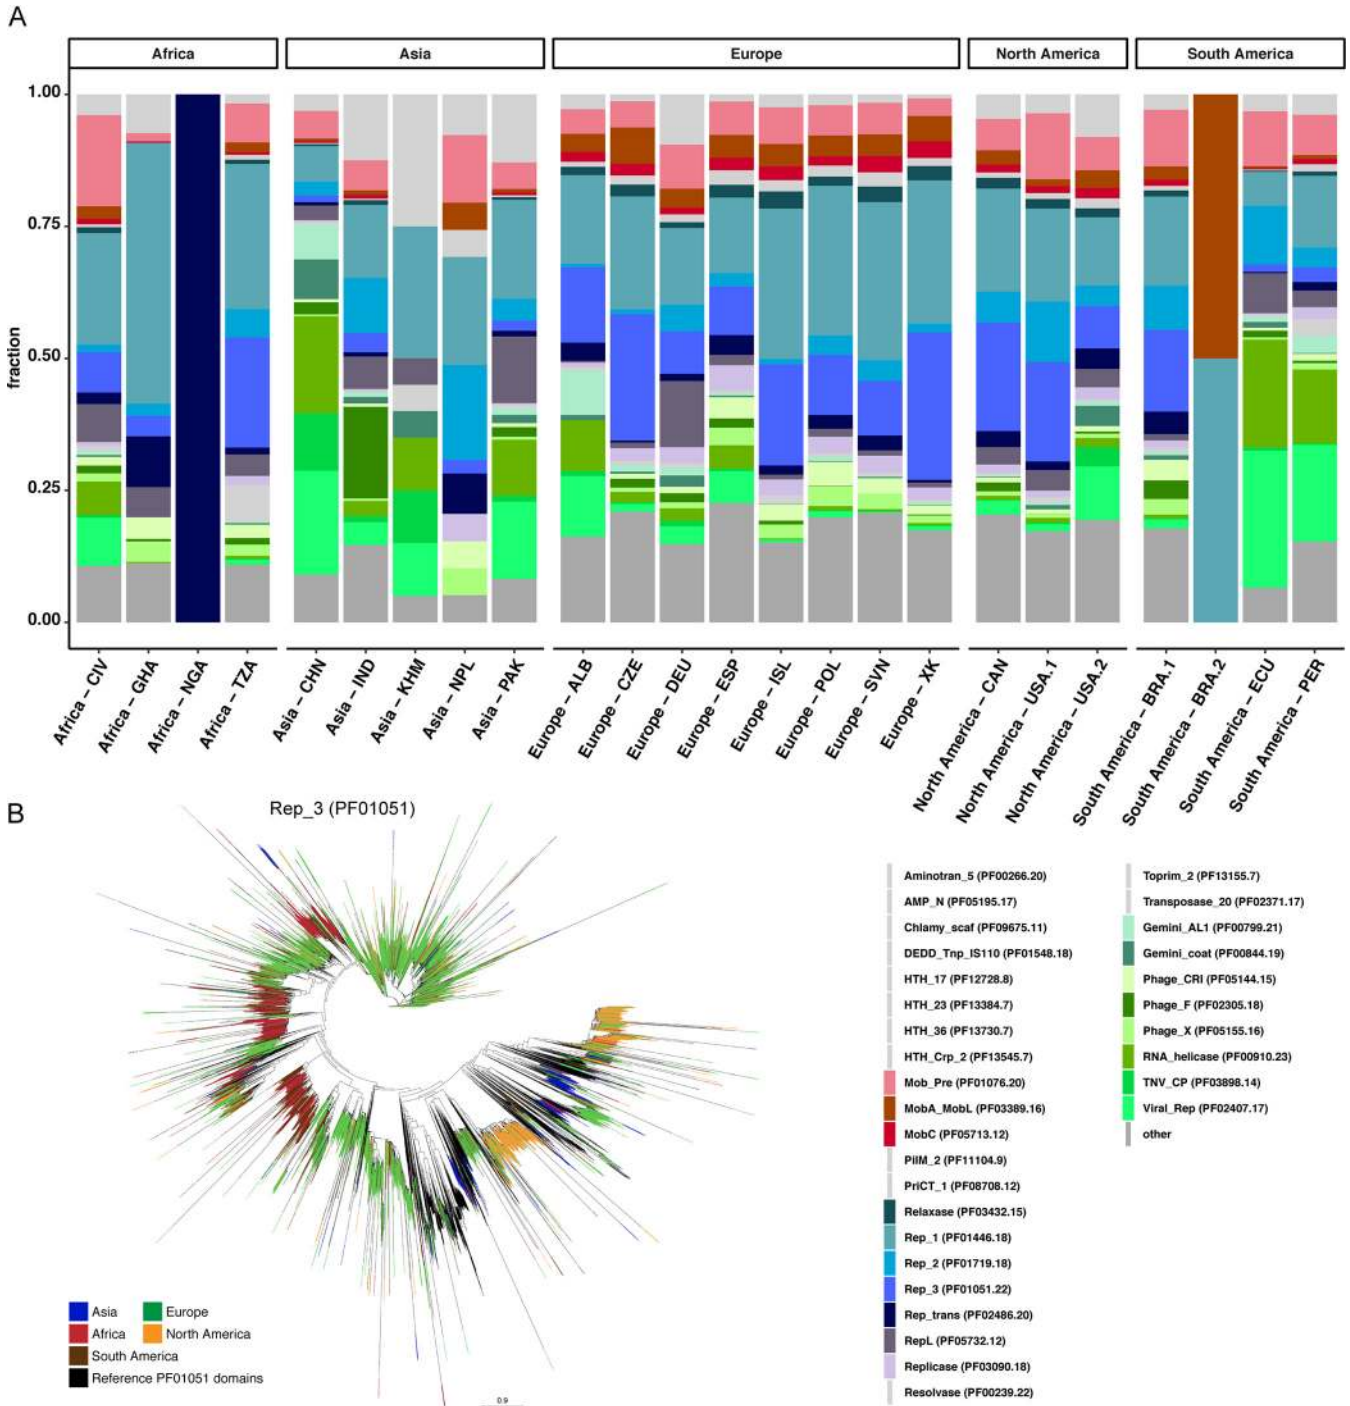 A
Africa
Asia
Europe
North America
South America
1.00
0.75
0.50
0.25
0.00
fraction
Africa – CIV
Africa – GHA
Africa – NGA
Africa – TZA
Asia – CHN
Asia – IND
Asia – KHM
Asia – NPL
Asia – PAK
Europe – ALB
Europe – CZE
Europe – DEU
Europe – ESP
Europe – ISL
Europe – POL
Europe – SVN
Europe – XK
North America – CAN
North America – USA.1
North America – USA.2
South America – BRA.1
South America – BRA.2
South America – ECU
South America – PER
B
Rep_3 (PF01051)
Asia
Europe
Africa
North America
South America
Reference PF01051 domains
0.9
Aminotran_5 (PF00266.20)
AMP_N (PF05195.17)
Chlamy_scaf (PF09675.11)
DEDD_Tnp_IS110 (PF01548.18)
HTH_17 (PF12728.8)
HTH_23 (PF13384.7)
HTH_36 (PF13730.7)
HTH_Crp_2 (PF13545.7)
Mob_Pre (PF01076.20)
MobA_MobL (PF03389.16)
MobC (PF05713.12)
PilM_2 (PF11104.9)
PriCT_1 (PF08708.12)
Relaxase (PF03432.15)
Rep_1 (PF01446.18)
Rep_2 (PF01719.18)
Rep_3 (PF01051.22)
Rep_trans (PF02486.20)
RepL (PF05732.12)
Replicase (PF03090.18)
Resolvase (PF00239.22)
Toprim_2 (PF13155.7)
Transposase_20 (PF02371.17)
Gemini_AL1 (PF00799.21)
Gemini_coat (PF00844.19)
Phage_CRI (PF05144.15)
Phage_F (PF02305.18)
Phage_X (PF05155.16)
RNA_helicase (PF00910.23)
TNV_CP (PF03898.14)
Viral_Rep (PF02407.17)
other